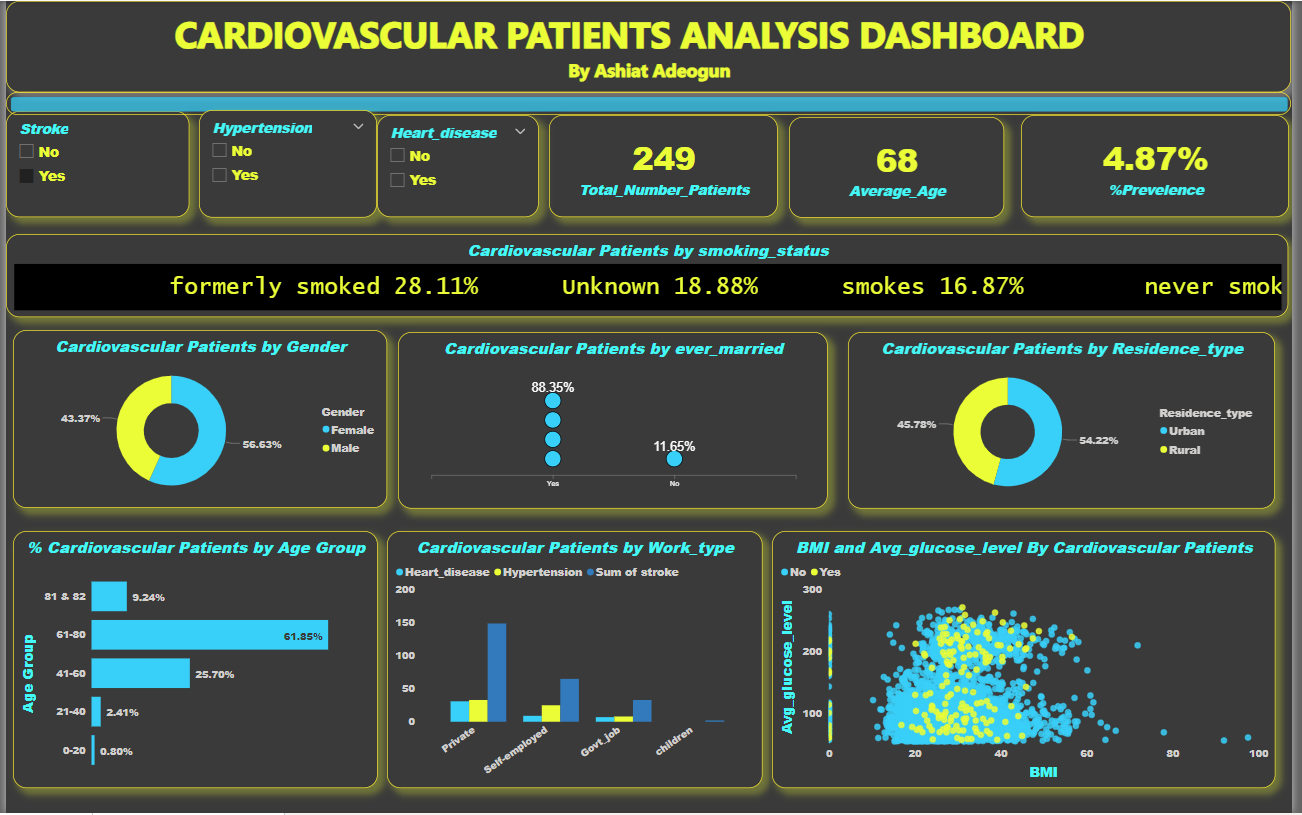 CARDIOVASCULAR PATIENTS ANALYSIS DASHBOARD
By Ashiat Adeogun
Stroke
No
Yes
Hypertension
No
Yes
Heart_disease
No
Yes
249
Total_Number_Patients
68
Average_Age
4.87%
%Prevelence
Cardiovascular Patients by smoking_status
formerly smoked 28.11% Unknown 18.88% smokes 16.87% never smok
Cardiovascular Patients by Gender
43.37%
56.63%
Gender
Female
Male
Cardiovascular Patients by ever_married
88.35%
11.65%
Yes No
Cardiovascular Patients by Residence_type
45.78%
54.22%
Residence_type
Urban
Rural
% Cardiovascular Patients by Age Group
Age Group
81 & 82 9.24%
61-80 61.85%
41-60 25.70%
21-40 2.41%
0-20 0.80%
Cardiovascular Patients by Work_type
Heart_disease Hypertension Sum of stroke
200
150
100
50
0
Private Self-employed Govt_job children
BMI and Avg_glucose_level By Cardiovascular Patients
No Yes
Avg_glucose_level
300
200
100
0 20 40 60 80 100
BMI